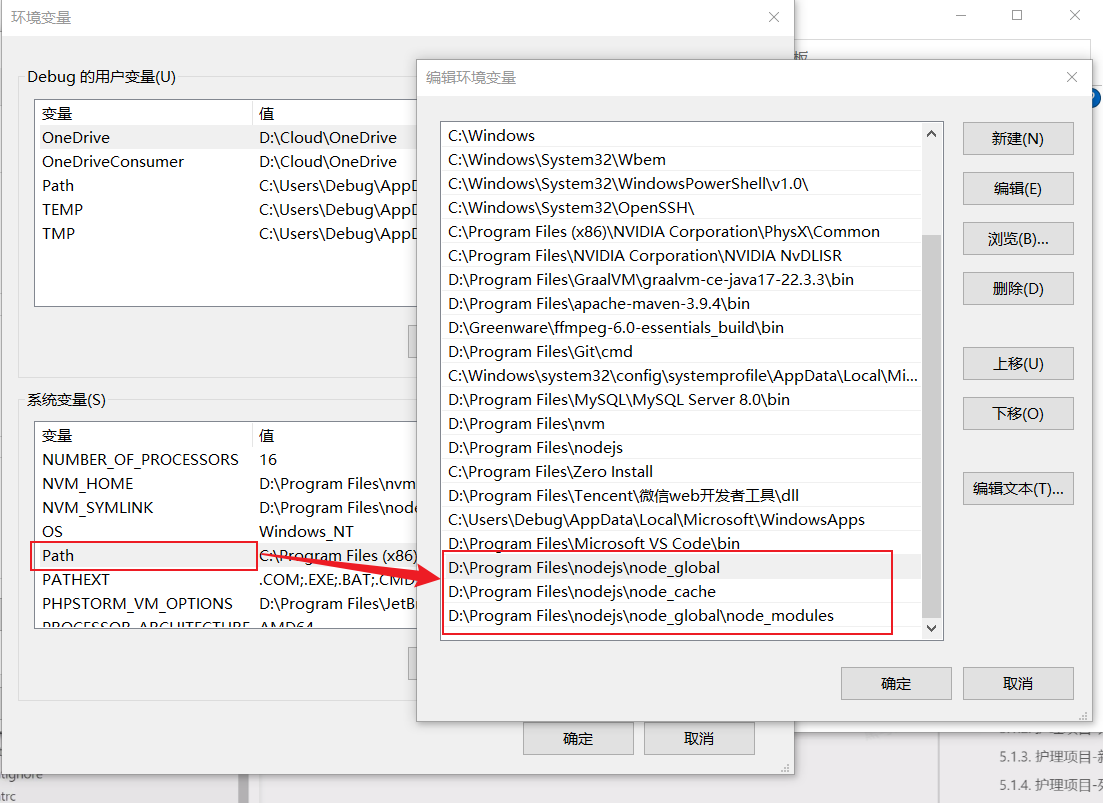 环境变量
Debug 的用户变量(U)
变量 值
OneDrive D:\Cloud\OneDrive
OneDriveConsumer D:\Cloud\OneDrive
Path C:\Users\Debug\AppD
TEMP C:\Users\Debug\AppD
TMP C:\Users\Debug\AppD
系统变量(S)
变量 值
NUMBER_OF_PROCESSORS 16
NVM_HOME D:\Program Files\nvm
NVM_SYMLINK D:\Program Files\node
OS Windows_NT
Path C:\Program Files (x86)
PATHEXT .COM;.EXE;.BAT;.CMD
PHPSTORM_VM_OPTIONS D:\Program Files\JetB
PROCESSOR_ARCHITECTURE AMD64
确定
取消
编辑环境变量
C:\Windows
C:\Windows\System32\Wbem
C:\Windows\System32\WindowsPowerShell\v1.0\
C:\Windows\System32\OpenSSH\
C:\Program Files (x86)\NVIDIA Corporation\PhysX\Common
C:\Program Files\NVIDIA Corporation\NVIDIA NvDLISR
D:\Program Files\GraalVM\graalvm-ce-java17-22.3.3\bin
D:\Program Files\apache-maven-3.9.4\bin
D:\Greenware\ffmpeg-6.0-essentials_build\bin
D:\Program Files\Git\cmd
C:\Windows\system32\config\systemprofile\AppData\Local\Mi...
D:\Program Files\MySQL\MySQL Server 8.0\bin
D:\Program Files\nvm
D:\Program Files\nodejs
C:\Program Files\Zero Install
D:\Program Files\Tencent\微信web开发者工具\dll
C:\Users\Debug\AppData\Local\Microsoft\WindowsApps
D:\Program Files\Microsoft VS Code\bin
D:\Program Files\nodejs\node_global
D:\Program Files\nodejs\node_cache
D:\Program Files\nodejs\node_global\node_modules
新建(N)
编辑(E)
浏览(B)...
删除(D)
上移(U)
下移(O)
编辑文本(T)...
确定
取消
5.1.3. 护理项目-
5.1.4. 护理项目-